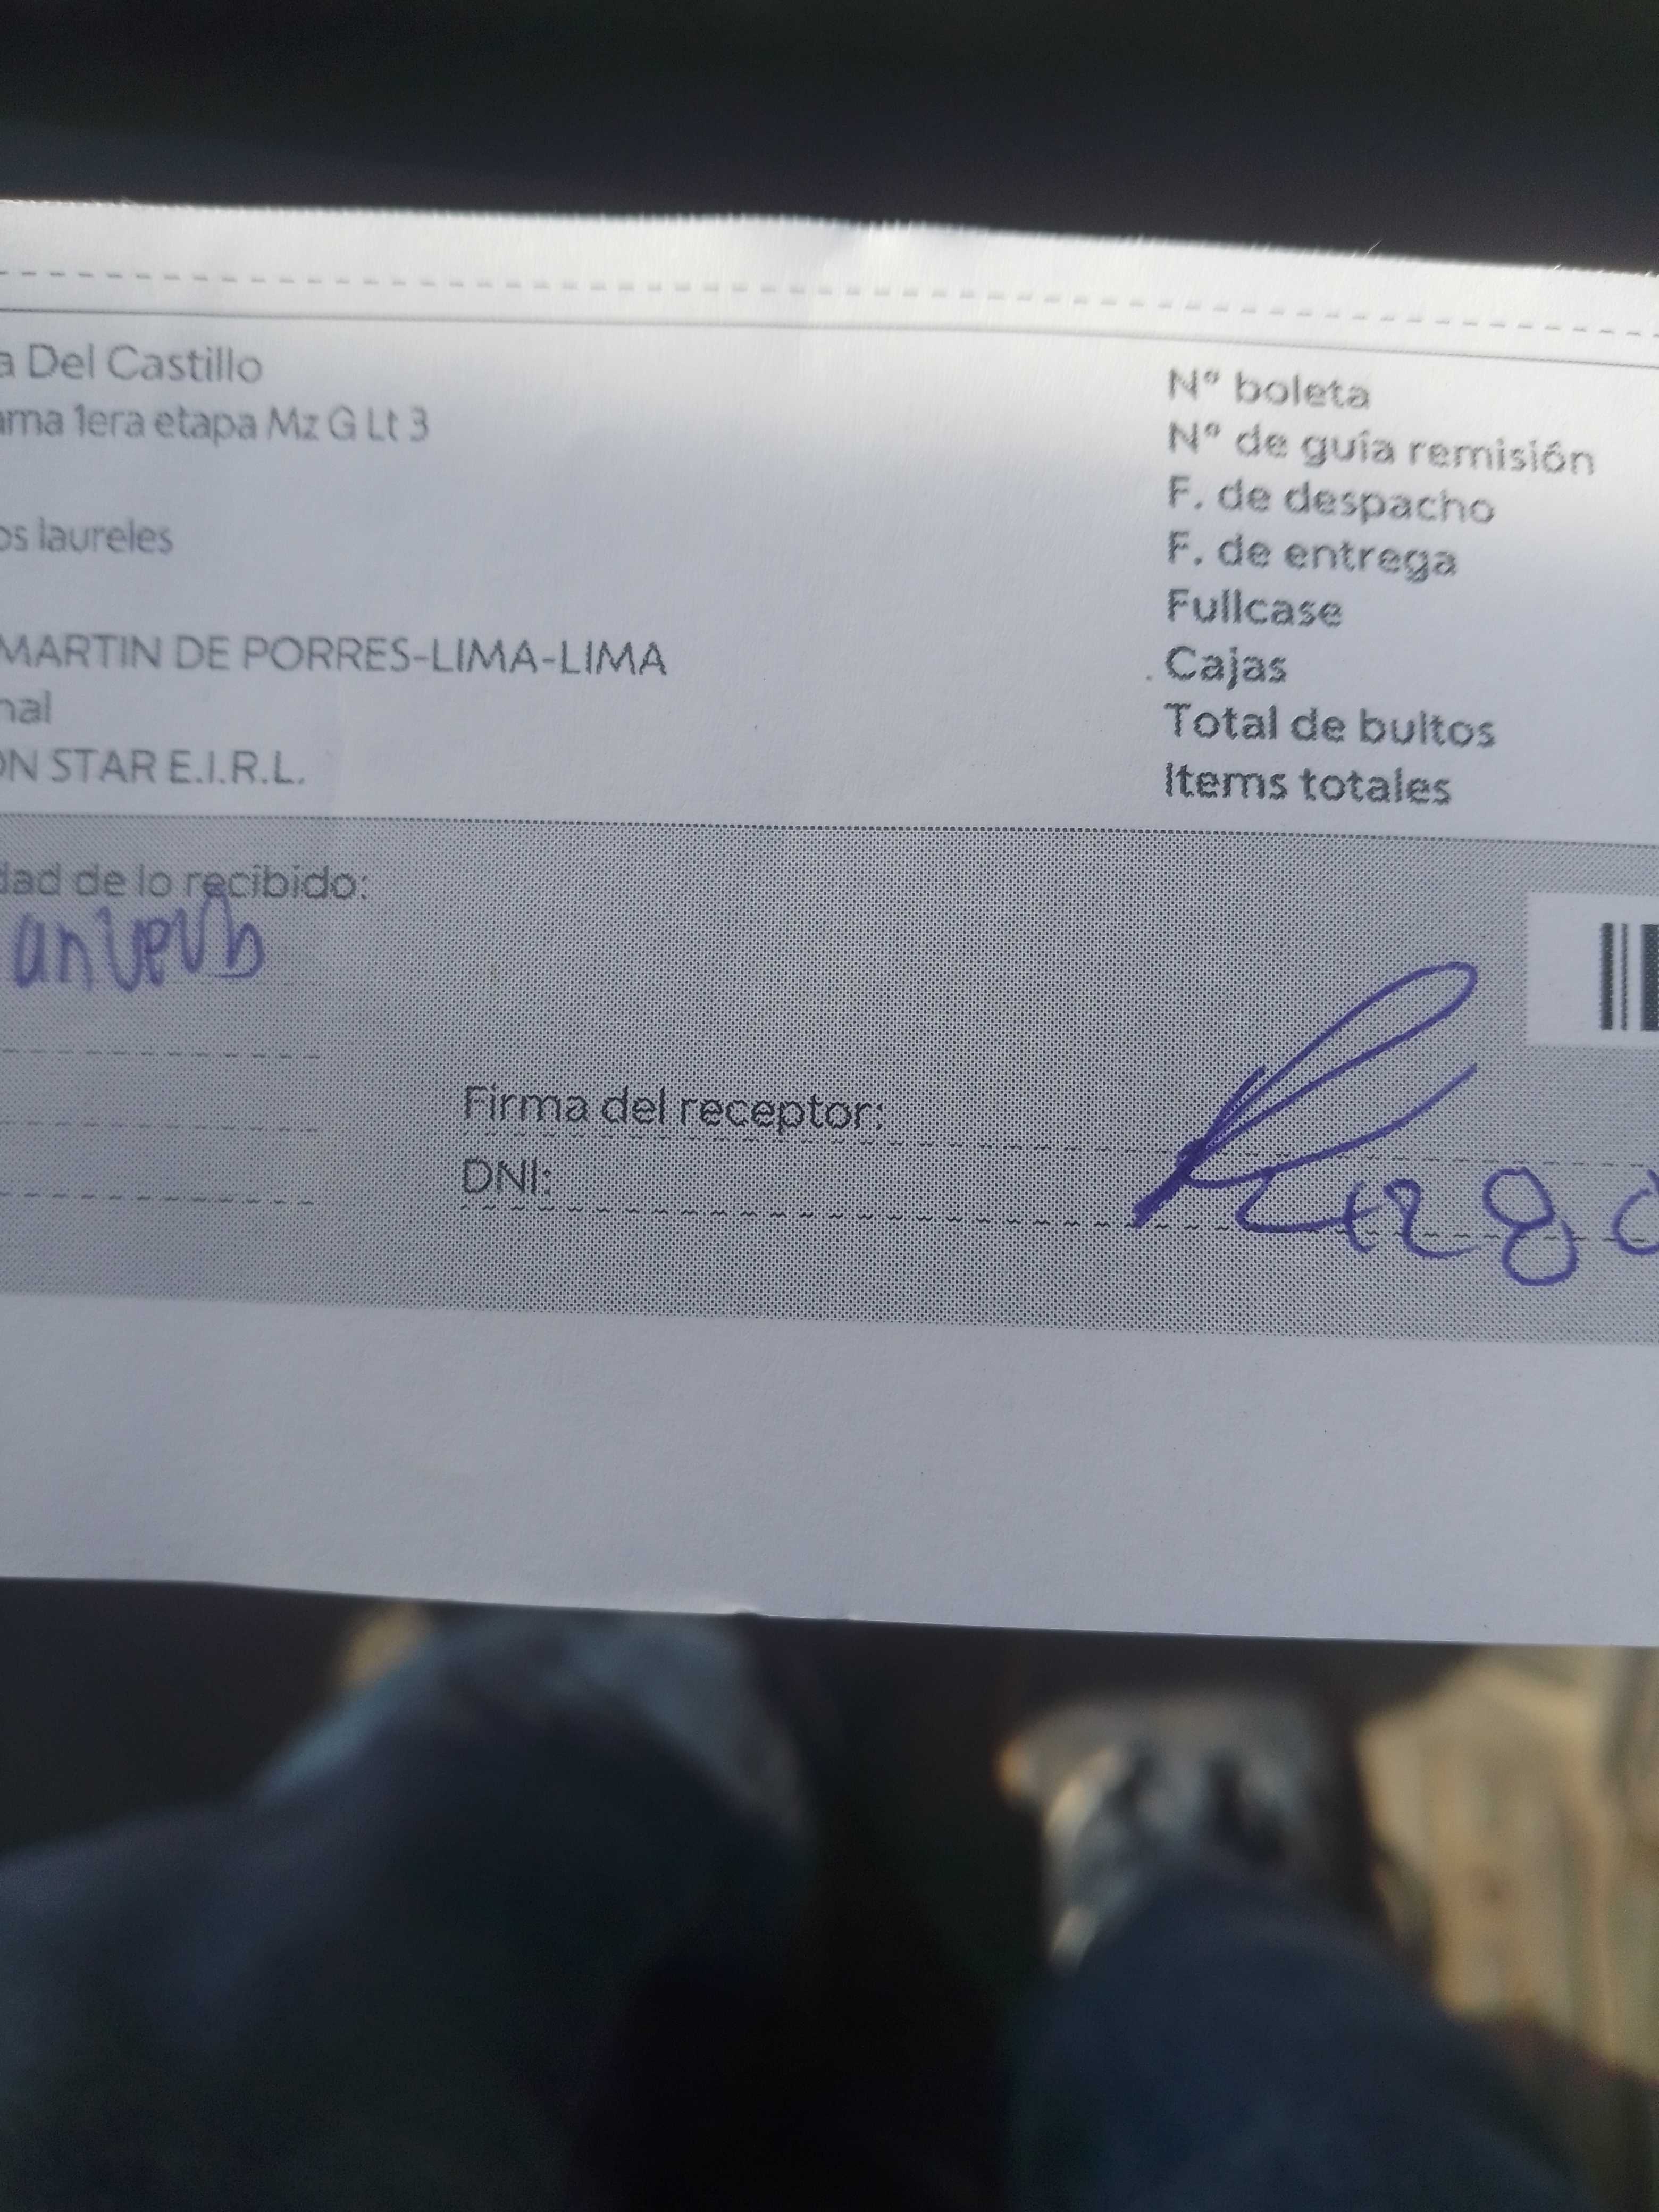 a Del Castillo
ama 1era etapa Mz G Lt 3
os laureles
MARTIN DE PORRES-LIMA-LIMA
nal
ON STAR E.I.R.L.
N° boleta
N° de guía remisión
F. de despacho
F. de entrega
Fullcase
Cajas
Total de bultos
Items totales
dad de lo recibido:
Firma del receptor:
DNI: